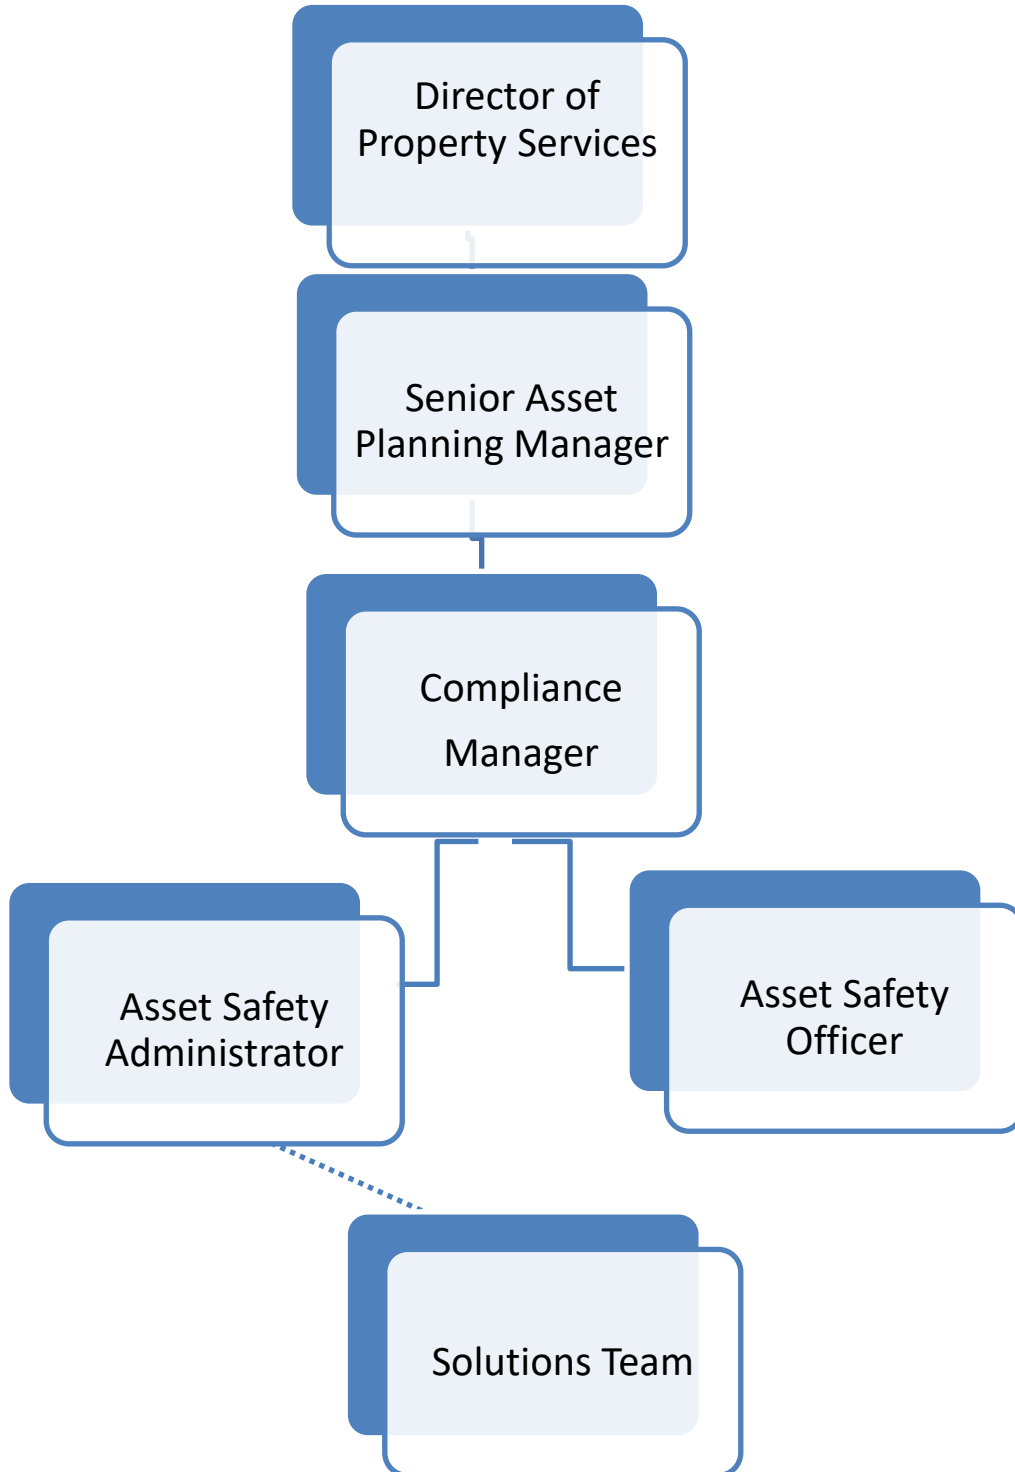 Director of
Property Services
Senior Asset
Planning Manager
Compliance
Manager
Asset Safety
Administrator
Asset Safety
Officer
Solutions Team